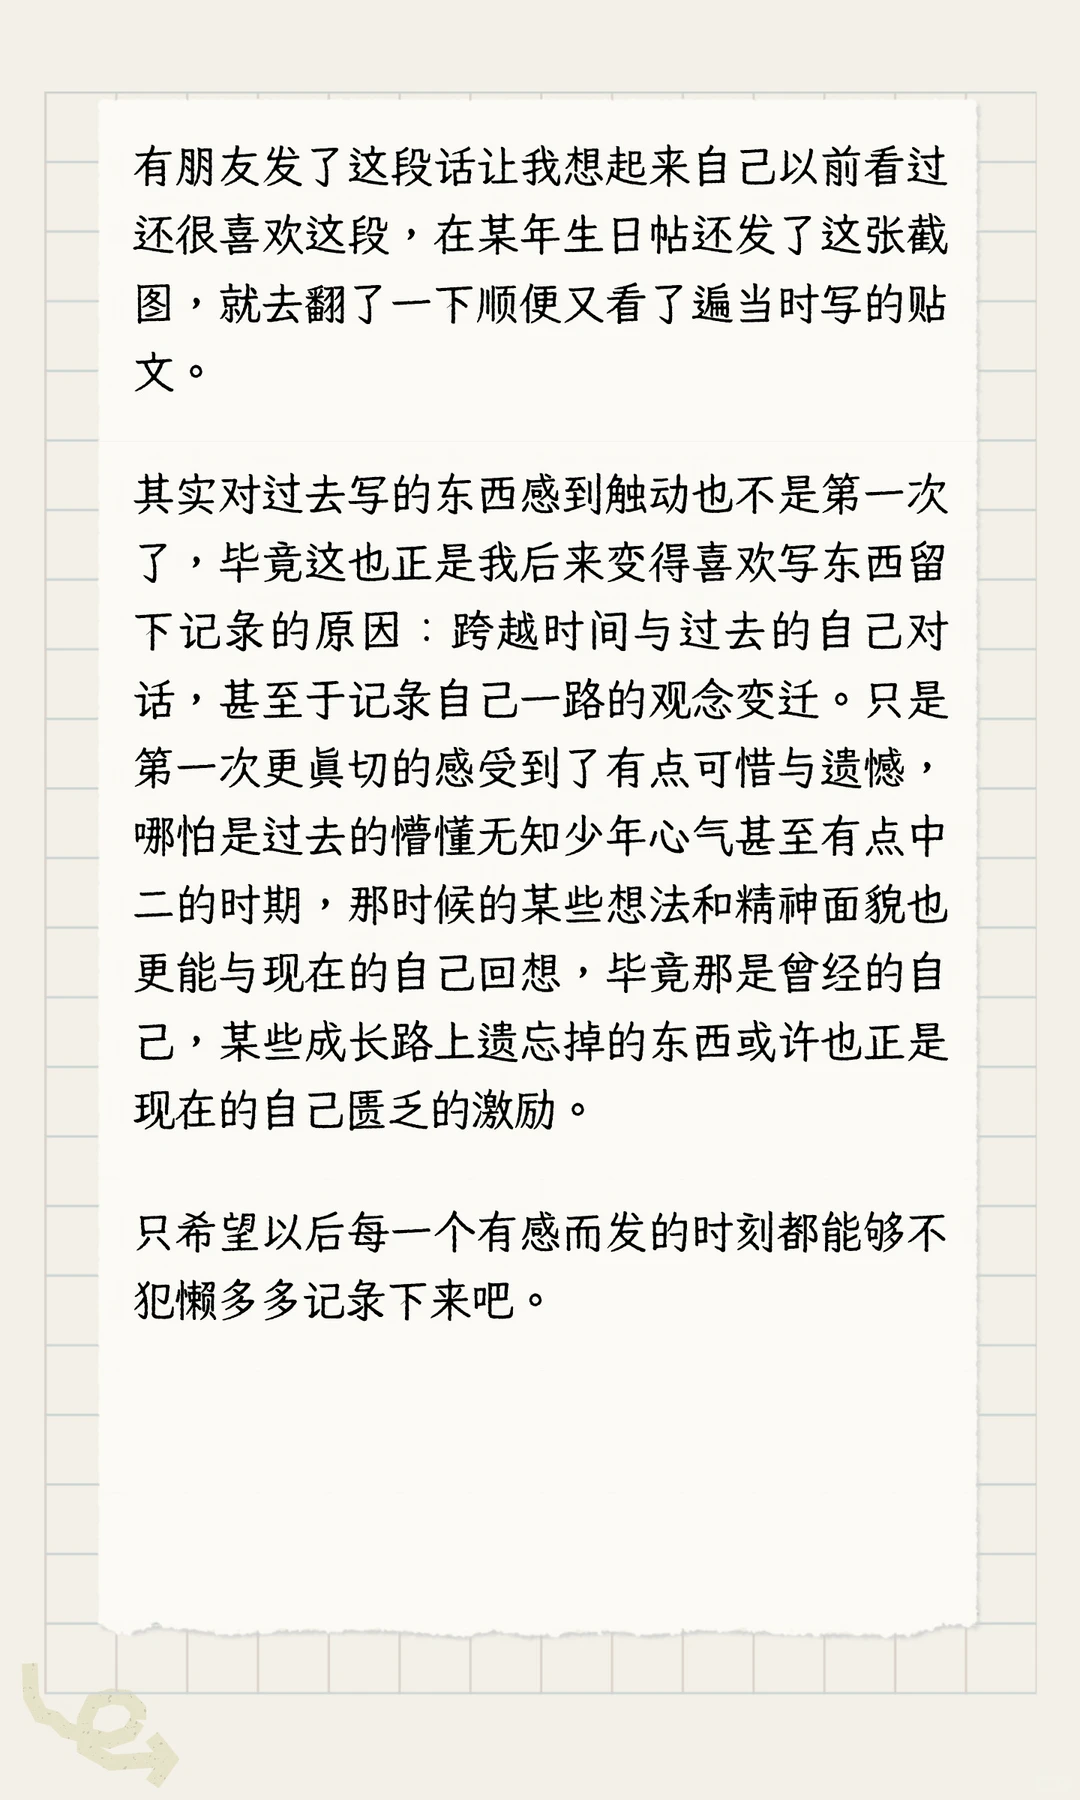 有朋友发了这段话让我想起来自己以前看过
还很喜欢这段，在某年生日帖还发了这张截
图，就去翻了一下顺便又看了遍当时写的贴
文。
其实对过去写的东西感到触动也不是第一次
了，毕竟这也正是我后来变得喜欢写东西留
下记录的原因：跨越时间与过去的自己对
话，甚至于记录自己一路的观念变迁。只是
第一次更真切的感受到了有点可惜与遗憾，
哪怕是过去的懵懂无知少年心气甚至有点中
二的时期，那时候的某些想法和精神面貌也
更能与现在的自己回想，毕竟那是曾经的自
己，某些成长路上遗忘掉的东西或许也正是
现在的自己匮乏的激励。
只希望以后每一个有感而发的时刻都能够不
犯懒多多记录下来吧。